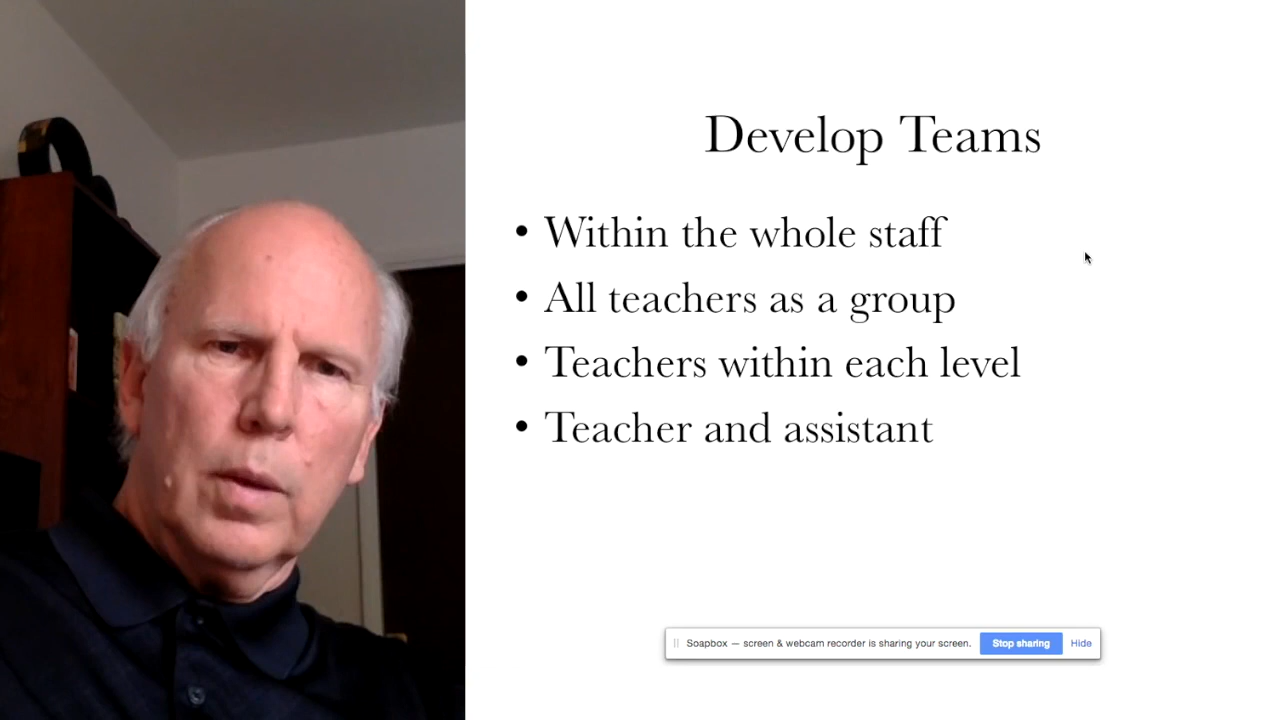 Develop Teams
• Within the whole staff
• All teachers as a group
• Teachers within each level
• Teacher and assistant
Soapbox — screen & webcam recorder is sharing your screen. Stop sharing Hide